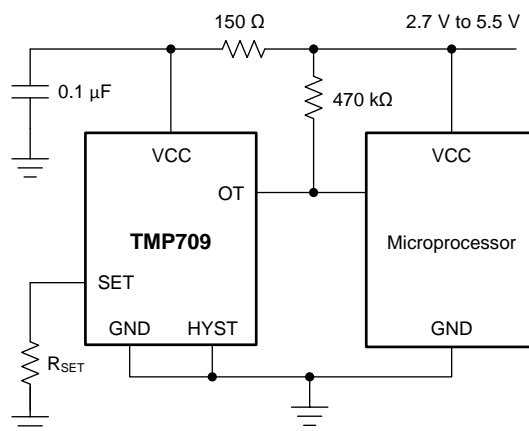 150 Ω
2.7 V to 5.5 V
0.1 µF
470 kΩ
VCC
VCC
OT
TMP709
Microprocessor
SET
GND
HYST
GND
RSET